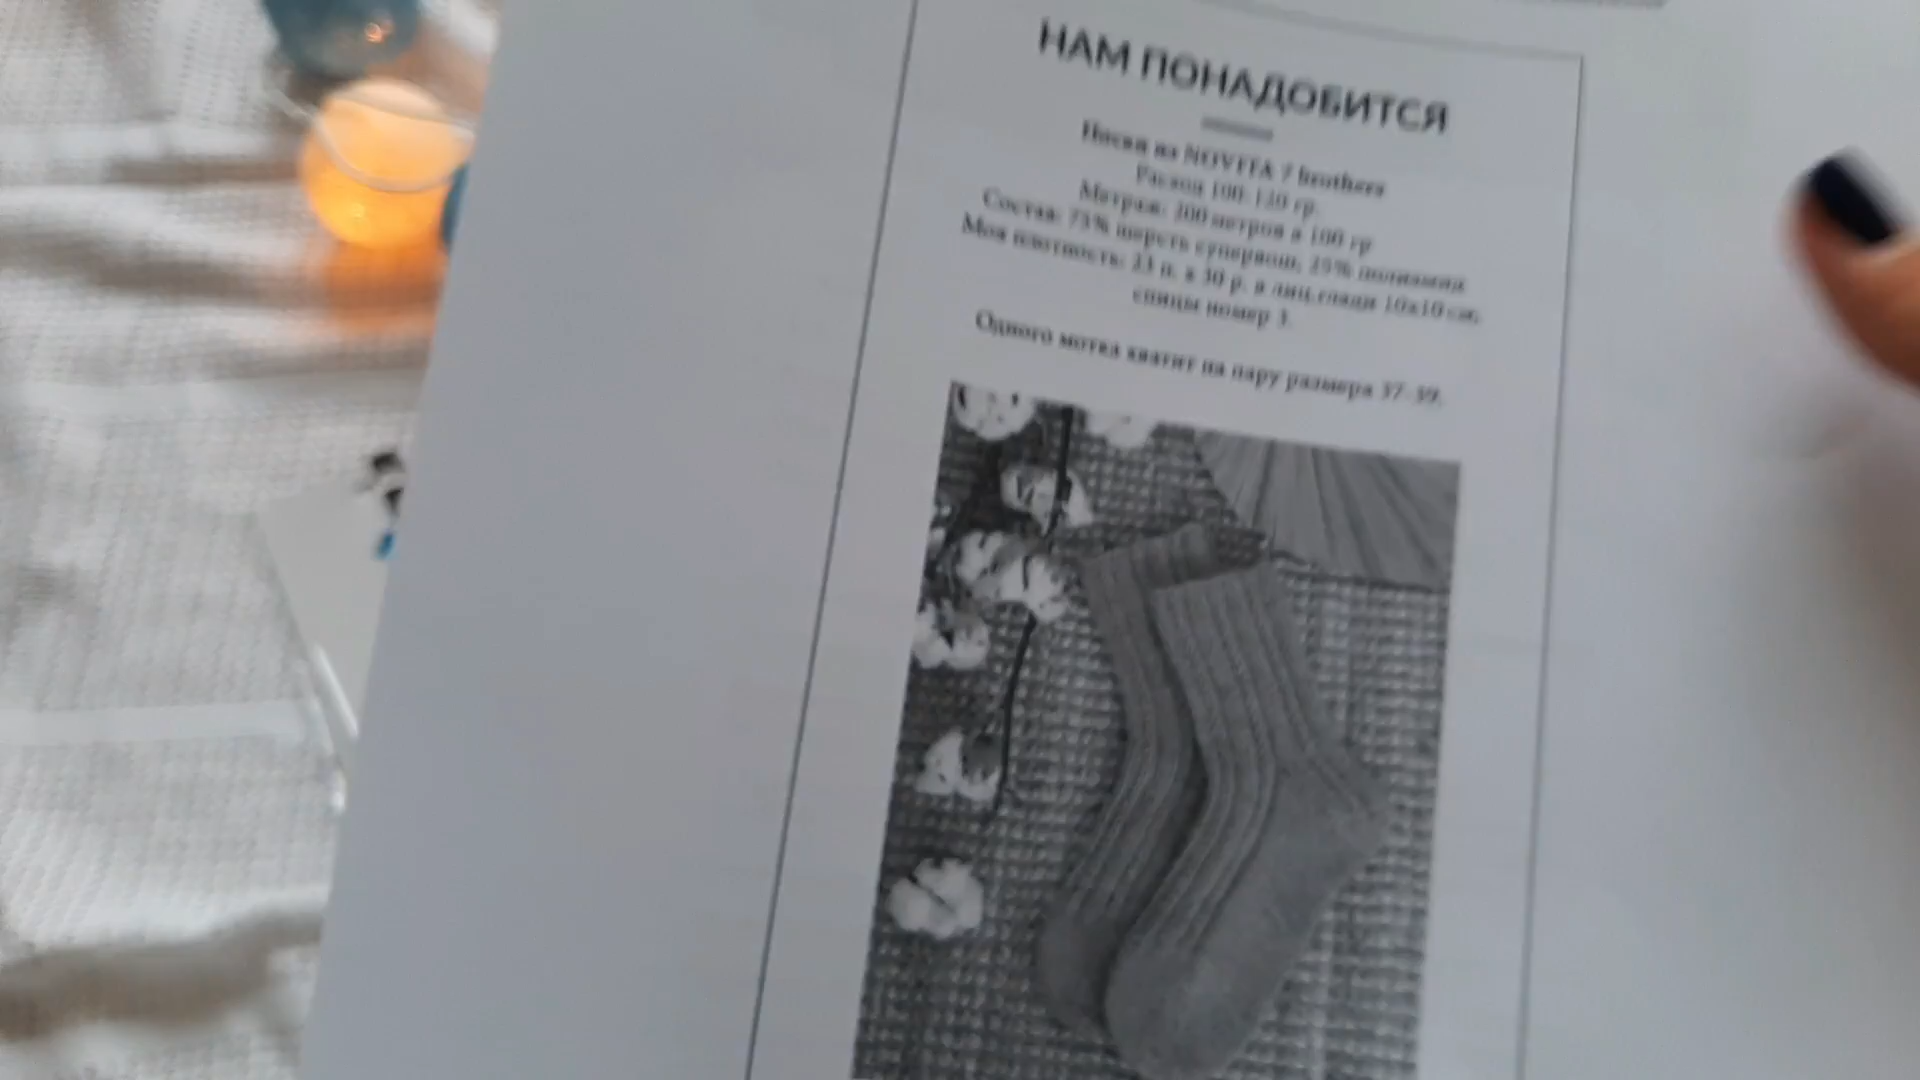 НАМ ПОНАДОБИТСЯ
Носки из NOVITA 7 brothers
Расход 100-120 гр.
Метраж: 200 метров в 100 гр
Состав: 75% шерсть супервош, 25% полиамид
Моя плотность: 23 п. х 30 р. в лиц.глади 10х10 см,
спицы номер 3.
Одного мотка хватит на пару размера 37-39.